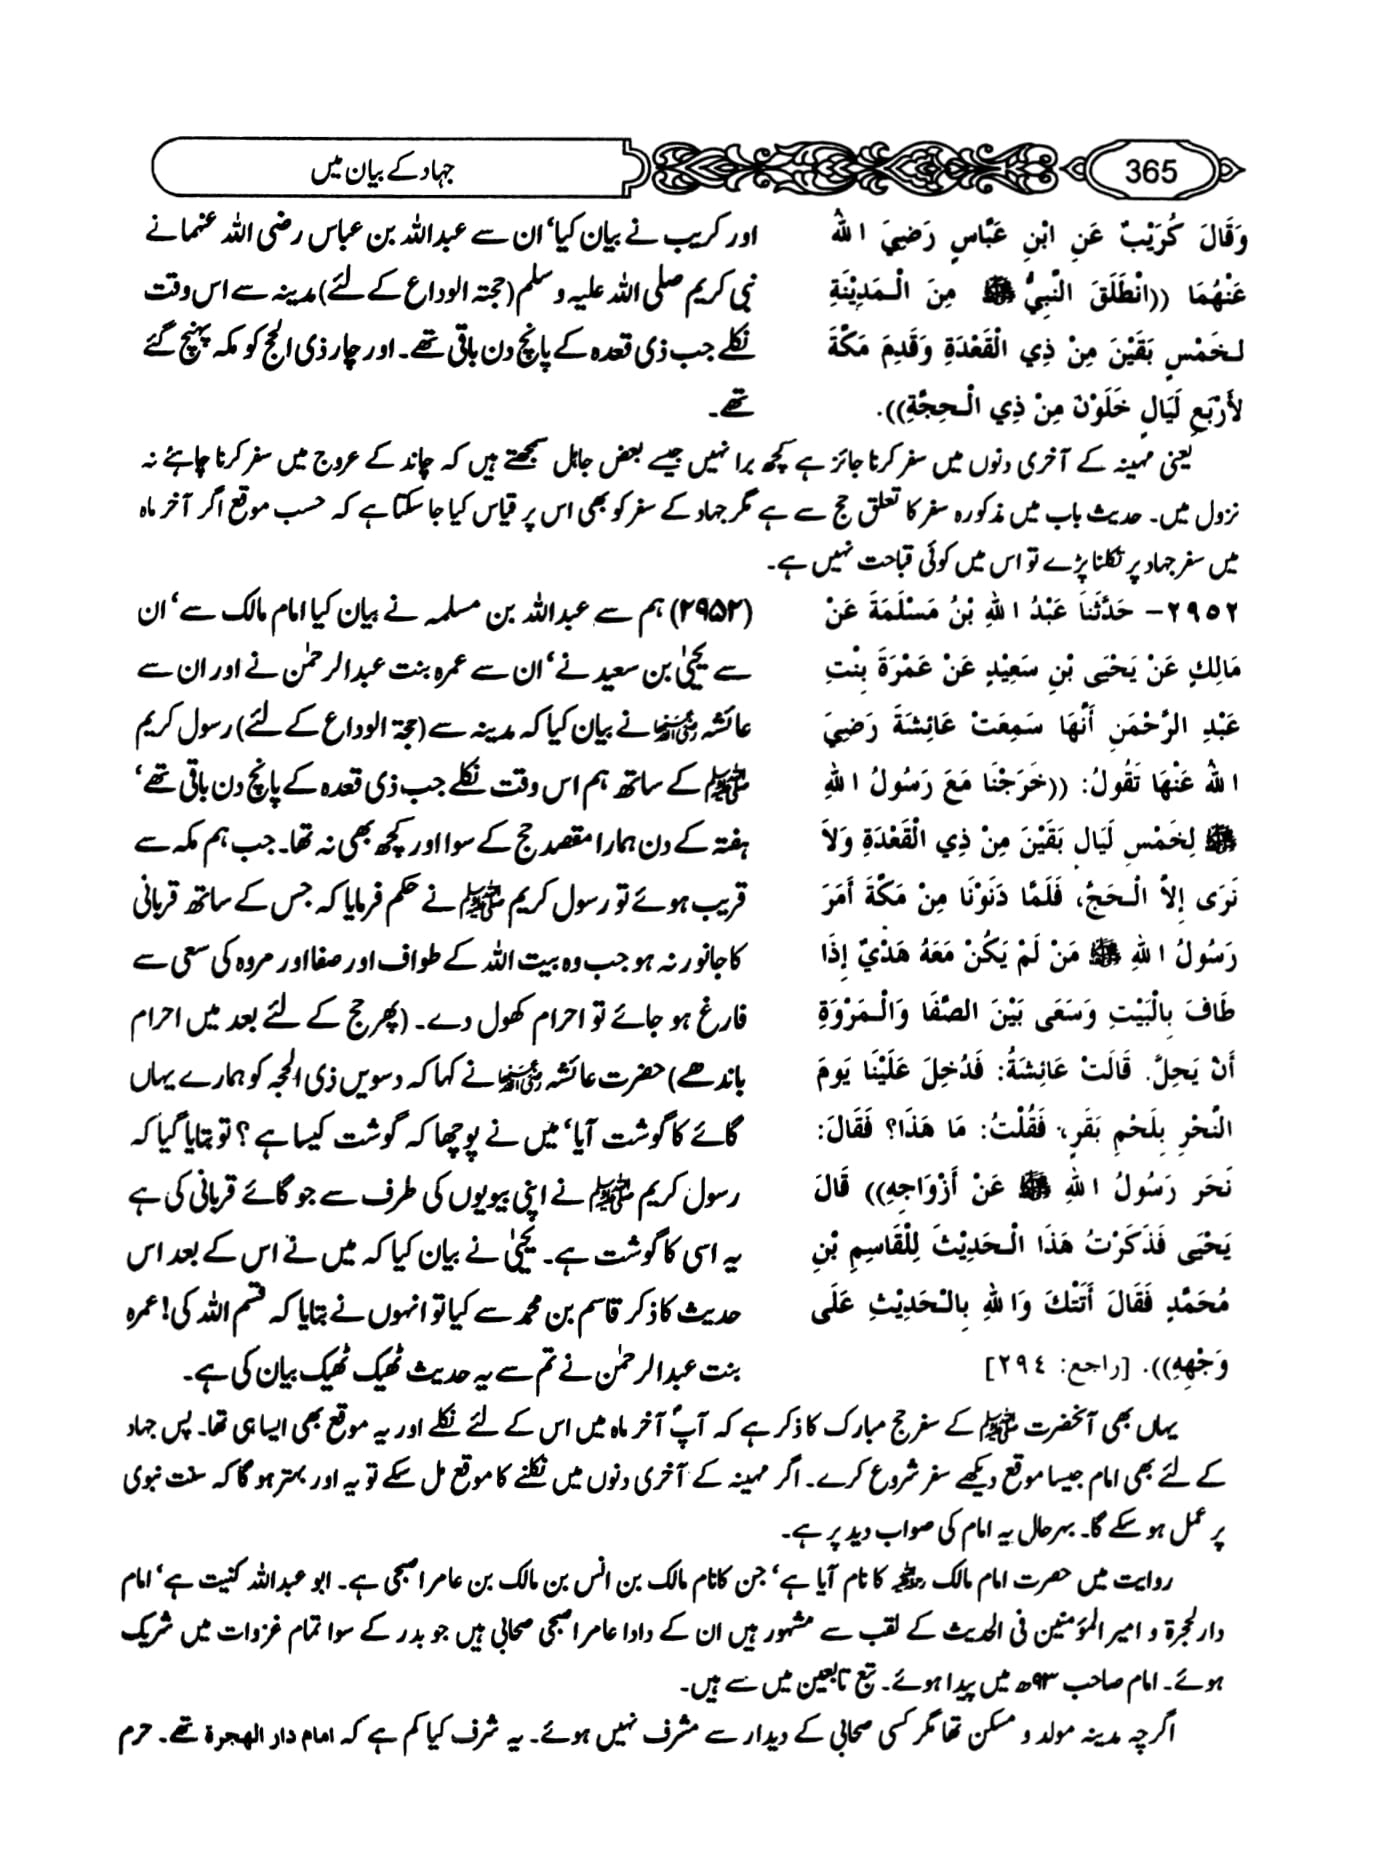 365
جہاد کے بیان میں
وَقَالَ كُرَيْبٌ عَنِ ابْنِ عَبَّاسٍ رَضِيَ اللهُ
عَنْهُمَا ((انْطَلَقَ النَّبِيُّ ﷺ مِنَ الْـمَدِيْنَةِ
لِخَمْسٍ بَقَيْنَ مِنْ ذِي الْقَعْدَةِ وَقَدِمَ مَكَّةَ
لأَرْبَعِ لَيَالٍ خَلَوْنَ مِنْ ذِي الْـحِجَّةِ)).
اور کریب نے بیان کیا‘ ان سے عبداللہ بن عباس رضی اللہ عنہما نے
نبی کریم صلی اللہ علیہ و سلم (حجتہ الوداع کے لئے) مدینہ سے اس وقت
نکلے جب ذی قعدہ کے پانچ دن باقی تھے۔ اور چار ذی الحج کو مکہ پہنچ گئے
تھے۔
یعنی مہینہ کے آخری دنوں میں سفر کرنا جائز ہے کچھ برا نہیں جیسے بعض جاہل سمجھتے ہیں کہ چاند کے عروج میں سفر کرنا چاہئے نہ
نزول میں۔ حدیث باب میں مذکورہ سفر کا تعلق حج سے ہے مگر جہاد کے سفر کو بھی اس پر قیاس کیا جا سکتا ہے کہ حسب موقع اگر آخر ماہ
میں سفر جہاد پر نکلنا پڑے تو اس میں کوئی قباحت نہیں ہے۔
٢٩٥٢– حَدَّثَنَا عَبْدُ اللهِ بْنُ مَسْلَمَةَ عَنْ
مَالِكٍ عَنْ يَحْيَى بْنِ سَعِيْدٍ عَنْ عَمْرَةَ بِنْتِ
عَبْدِ الرَّحْمَنِ أَنَّهَا سَمِعَتْ عَائِشَةَ رَضِيَ
اللهُ عَنْهَا تَقُولُ: ((خَرَجْنَا مَعَ رَسُولِ اللهِ
ﷺ لِخَمْسِ لَيَالٍ بَقَيْنَ مِنْ ذِي الْقَعْدَةِ وَلاَ
نَرَى إِلاَّ الْـحَجَّ، فَلَمَّا دَنَوْنَا مِنْ مَكَّةَ أَمَرَ
رَسُولُ اللهِ ﷺ مَنْ لَمْ يَكُنْ مَعَهُ هَدْيٌ إِذَا
طَافَ بِالْبَيْتِ وَسَعَى بَيْنَ الصَّفَا وَالْـمَرْوَةِ
أَنْ يَحِلَّ. قَالَتْ عَائِشَةُ: فَدُخِلَ عَلَيْنَا يَومَ
النَّحْرِ بِلَحْمِ بَقَرٍ، فَقُلْتُ: مَا هَذَا؟ فَقَالَ:
نَحَرَ رَسُولُ اللهِ ﷺ عَنْ أَزْوَاجِهِ)) قَالَ
يَحْيَى فَذَكَرْتُ هَذَا الْـحَدِيْثَ لِلْقَاسِمِ بْنِ
مُحَمَّدٍ فَقَالَ أَتَتْكَ وَاللهِ بِالْـحَدِيْثِ عَلَى
وَجْهِهِ)). [راجع: ٢٩٤]
(۲۹۵۲) ہم سے عبداللہ بن مسلمہ نے بیان کیا امام مالک سے‘ ان
سے یحییٰ بن سعید نے‘ ان سے عمرہ بنت عبدالرحمٰن نے اور ان سے
عائشہ رضی اللہ عنہا نے بیان کیا کہ مدینہ سے (حجۃ الوداع کے لئے) رسول کریم
صلی اللہ علیہ وسلم کے ساتھ ہم اس وقت نکلے جب ذی قعدہ کے پانچ دن باقی تھے‘
ہفتہ کے دن ہمارا مقصد حج کے سوا اور کچھ بھی نہ تھا۔ جب ہم مکہ سے
قریب ہوئے تو رسول کریم صلی اللہ علیہ وسلم نے حکم فرمایا کہ جس کے ساتھ قربانی
کا جانور نہ ہو جب وہ بیت اللہ کے طواف اور صفا اور مروہ کی سعی سے
فارغ ہو جائے تو احرام کھول دے۔ (پھر حج کے لئے بعد میں احرام
باندھے) حضرت عائشہ رضی اللہ عنہا نے کہا کہ دسویں ذی الحجہ کو ہمارے یہاں
گائے کا گوشت آیا‘ میں نے پوچھا کہ گوشت کیسا ہے؟ تو بتایا گیا کہ
رسول کریم صلی اللہ علیہ وسلم نے اپنی بیویوں کی طرف سے جو گائے قربانی کی ہے
یہ اسی کا گوشت ہے۔ یحییٰ نے بیان کیا کہ میں نے اس کے بعد اس
حدیث کا ذکر قاسم بن محمد سے کیا تو انہوں نے بتایا کہ قسم اللہ کی! عمرہ
بنت عبدالرحمٰن نے تم سے یہ حدیث ٹھیک ٹھیک بیان کی ہے۔
یہاں بھی آنحضرت صلی اللہ علیہ وسلم کے سفر حج مبارک کا ذکر ہے کہ آپؐ آخر ماہ میں اس کے لئے نکلے اور یہ موقع بھی ایسا ہی تھا۔ پس جہاد
کے لئے بھی امام جیسا موقع دیکھے سفر شروع کرے۔ اگر مہینہ کے آخری دنوں میں نکلنے کا موقع مل سکے تو یہ اور بہتر ہو گا کہ سنت نبوی
پر عمل ہو سکے گا۔ بہرحال یہ امام کی صواب دید پر ہے۔
روایت میں حضرت امام مالک رحمۃ اللہ علیہ کا نام آیا ہے‘ جن کا نام مالک بن انس بن مالک بن عامر اصبحی ہے۔ ابو عبداللہ کنیت ہے‘ امام
دارلہجرۃ و امیر المؤمنین فی الحدیث کے لقب سے مشہور ہیں ان کے دادا عامر اصبحی صحابی ہیں جو بدر کے سوا تمام غزوات میں شریک
ہوئے۔ امام صاحب ۹۳ھ میں پیدا ہوئے۔ تبع تابعین میں سے ہیں۔
اگرچہ مدینہ مولد و مسکن تھا مگر کسی صحابی کے دیدار سے مشرف نہیں ہوئے۔ یہ شرف کیا کم ہے کہ امام دار الهجرة تھے۔ حرم